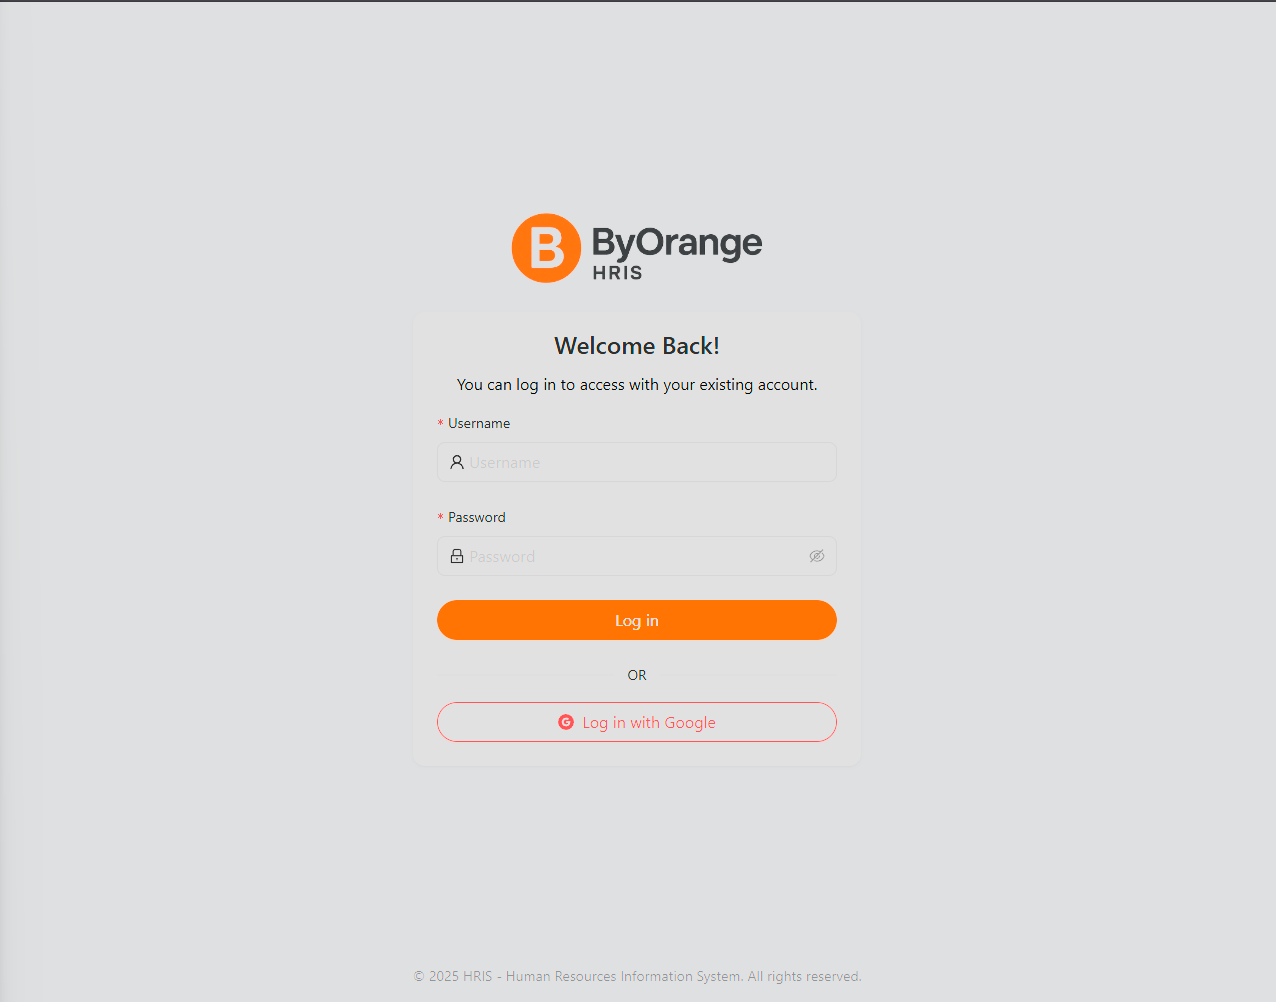 B ByOrange
HRIS
Welcome Back!
You can log in to access with your existing account.
* Username
Username
* Password
Password
Log in
OR
G Log in with Google
© 2025 HRIS - Human Resources Information System. All rights reserved.